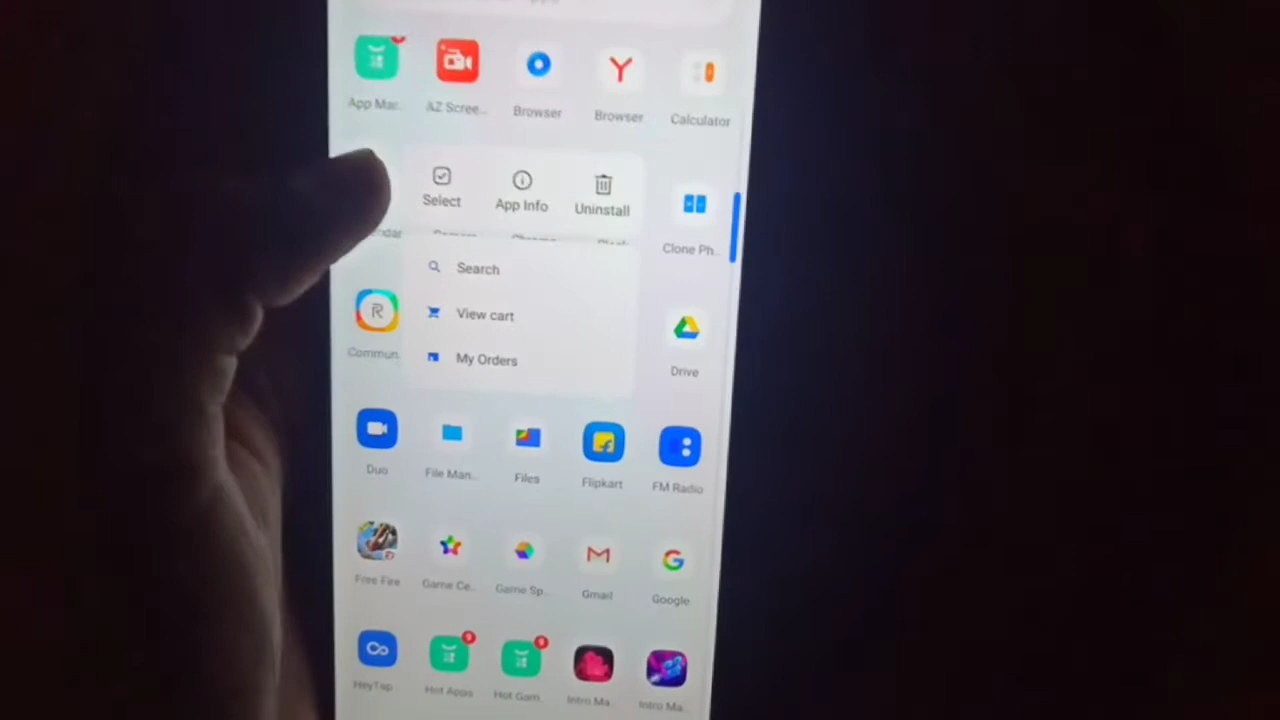 App Mar.. AZ Scree... Browser Browser Calculator
Select App Info Uninstall
Clone Ph..
Search
View cart
My Orders
Commun.
Drive
Duo File Man.. Files Flipkart FM Radio
Free Fire Game Ce.. Game Sp.. Gmail Google
HeyTap Hot Apps Hot Gam.. Intro Ma.. Intro Ma..